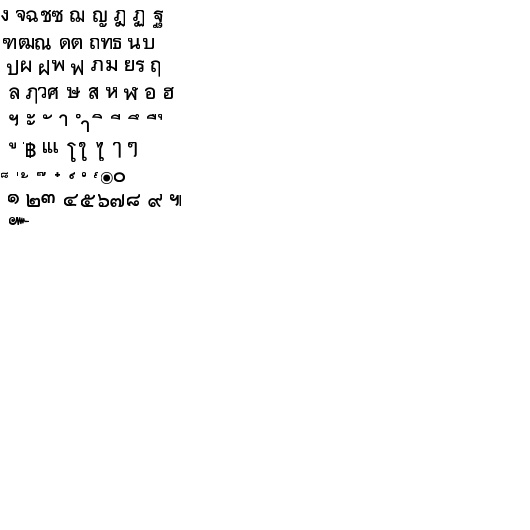 ง จฉชซ ฌ ญ ฎ ฏ ฐ
ฑฒณ ดต ถทธ นบ
ปผ ฝพ ฟ ภม ยร ฤ
ล ฦวศ ษ ส ห ฬ อ ฮ
ฯ ะ ั า ำ ิ ี ึ ื ุ
ู ฺ ฿ เแ โใ ไ ๅ ๆ
็ ่ ้ ๊ ๋ ์ ํ ๎ ๏๐
๑ ๒๓ ๔๕๖๗๘ ๙ ๚
๛